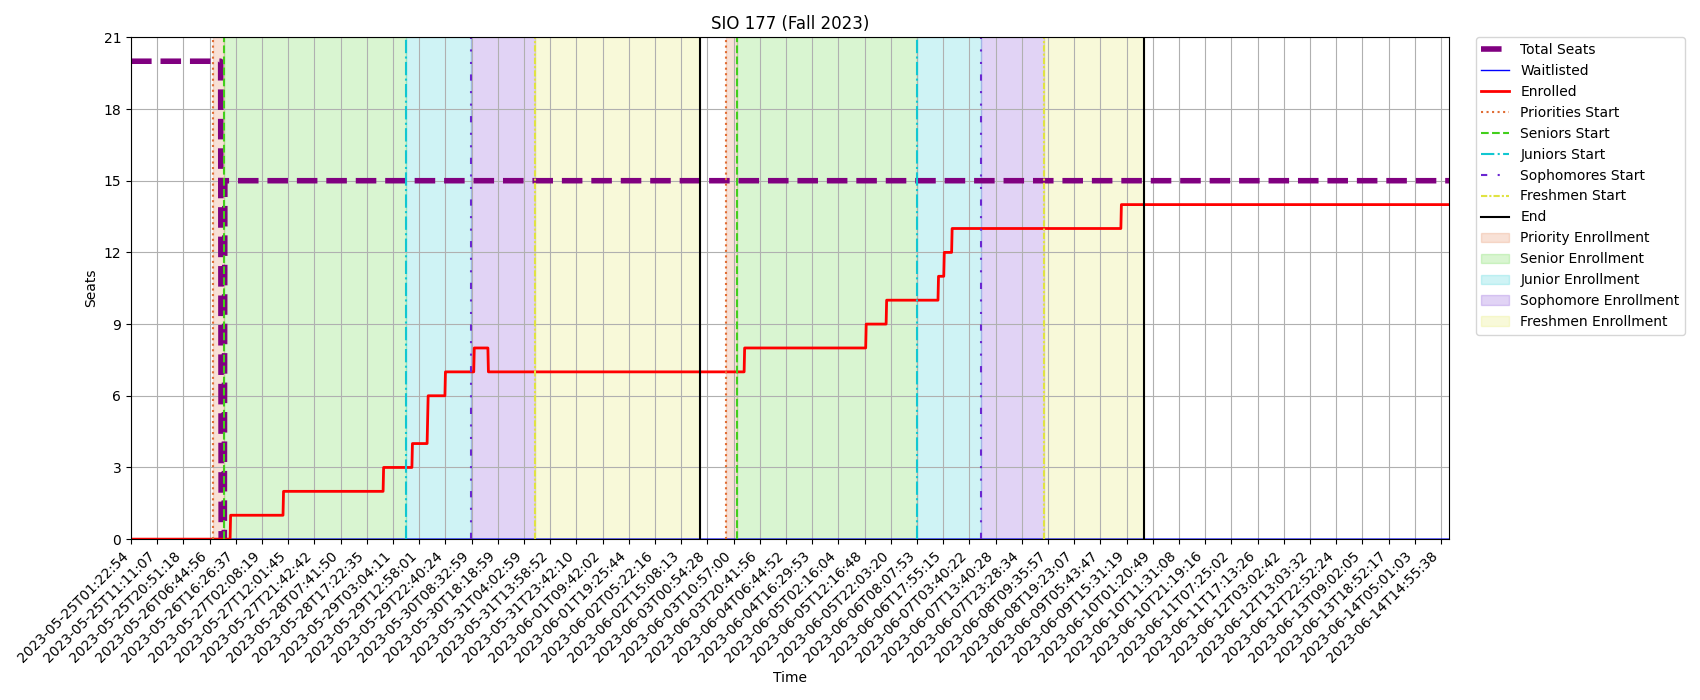 SIO 177 (Fall 2023)
21
18
15
12
9
6
3
0
Seats
2023-05-25T01:22:54
2023-05-25T11:11:07
2023-05-25T20:51:18
2023-05-26T06:44:56
2023-05-26T16:26:37
2023-05-27T02:08:19
2023-05-27T12:01:45
2023-05-27T21:42:42
2023-05-28T07:41:50
2023-05-28T17:22:35
2023-05-29T03:04:11
2023-05-29T12:58:01
2023-05-29T22:40:24
2023-05-30T08:32:59
2023-05-30T18:18:59
2023-05-31T04:02:59
2023-05-31T13:58:52
2023-05-31T23:42:10
2023-06-01T09:42:02
2023-06-01T19:25:44
2023-06-02T05:22:16
2023-06-02T15:08:13
2023-06-03T00:54:28
2023-06-03T10:57:00
2023-06-03T20:41:56
2023-06-04T06:44:52
2023-06-04T16:29:53
2023-06-05T02:16:04
2023-06-05T12:16:48
2023-06-05T22:03:20
2023-06-06T08:07:53
2023-06-06T17:55:15
2023-06-07T03:40:22
2023-06-07T13:40:28
2023-06-07T23:28:34
2023-06-08T09:35:57
2023-06-08T19:23:07
2023-06-09T05:43:47
2023-06-09T15:31:19
2023-06-10T01:20:49
2023-06-10T11:31:08
2023-06-10T21:19:16
2023-06-11T07:25:02
2023-06-11T17:13:26
2023-06-12T03:02:42
2023-06-12T13:03:32
2023-06-12T22:52:24
2023-06-13T09:02:05
2023-06-13T18:52:17
2023-06-14T05:01:03
2023-06-14T14:55:38
Time
Total Seats
Waitlisted
Enrolled
Priorities Start
Seniors Start
Juniors Start
Sophomores Start
Freshmen Start
End
Priority Enrollment
Senior Enrollment
Junior Enrollment
Sophomore Enrollment
Freshmen Enrollment